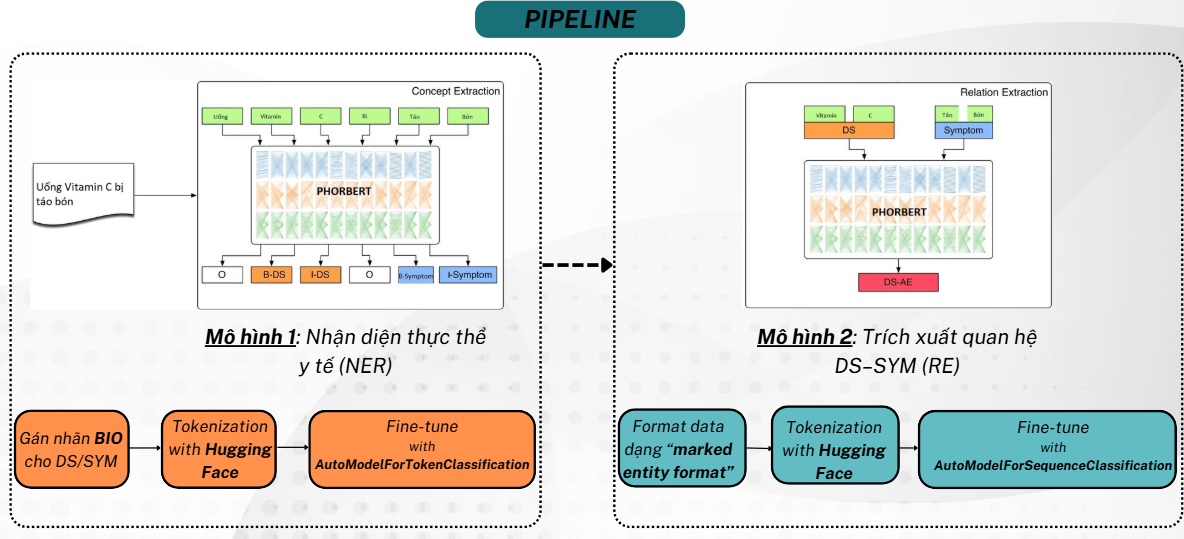 PIPELINE
Concept Extraction
Uống
Vitamin
C
Bị
Táo
Bón
Uống Vitamin C bị
táo bón
PHORBERT
O
B-DS
I-DS
O
B-Symptom
I-Symptom
Mô hình 1: Nhận diện thực thể
y tế (NER)
Gán nhãn BIO
cho DS/SYM
Tokenization
with Hugging
Face
Fine-tune
with
AutoModelForTokenClassification
Relation Extraction
Vitamin
C
DS
Táo
Bón
Symptom
PHORBERT
DS-AE
Mô hình 2: Trích xuất quan hệ
DS–SYM (RE)
Format data
dạng “marked
entity format”
Tokenization
with Hugging
Face
Fine-tune
with
AutoModelForSequenceClassification